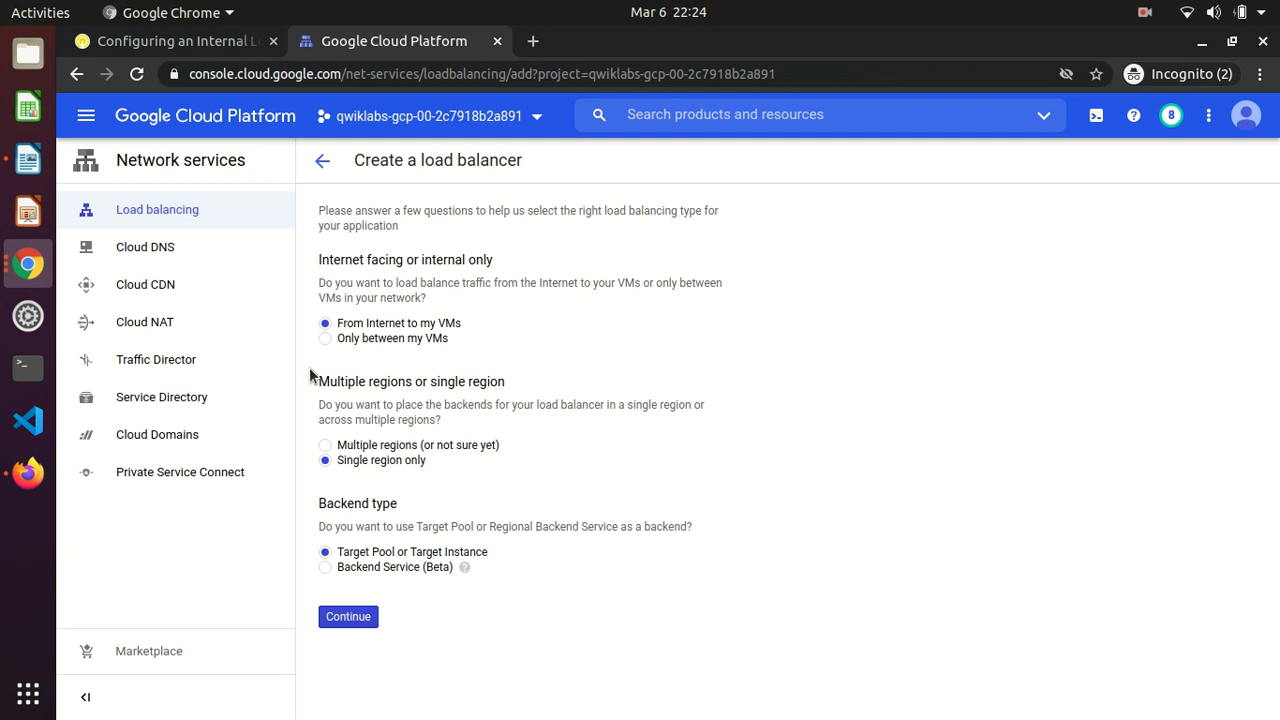 Activities
Google Chrome
Mar 6 22:24
Configuring an Internal L
Google Cloud Platform
console.cloud.google.com/net-services/loadbalancing/add?project=qwiklabs-gcp-00-2c7918b2a891
Incognito (2)
Google Cloud Platform
qwiklabs-gcp-00-2c7918b2a891
Search products and resources
8
Network services
Create a load balancer
Load balancing
Cloud DNS
Cloud CDN
Cloud NAT
Traffic Director
Service Directory
Cloud Domains
Private Service Connect
Marketplace
Please answer a few questions to help us select the right load balancing type for
your application
Internet facing or internal only
Do you want to load balance traffic from the Internet to your VMs or only between
VMs in your network?
From Internet to my VMs
Only between my VMs
Multiple regions or single region
Do you want to place the backends for your load balancer in a single region or
across multiple regions?
Multiple regions (or not sure yet)
Single region only
Backend type
Do you want to use Target Pool or Regional Backend Service as a backend?
Target Pool or Target Instance
Backend Service (Beta)
Continue